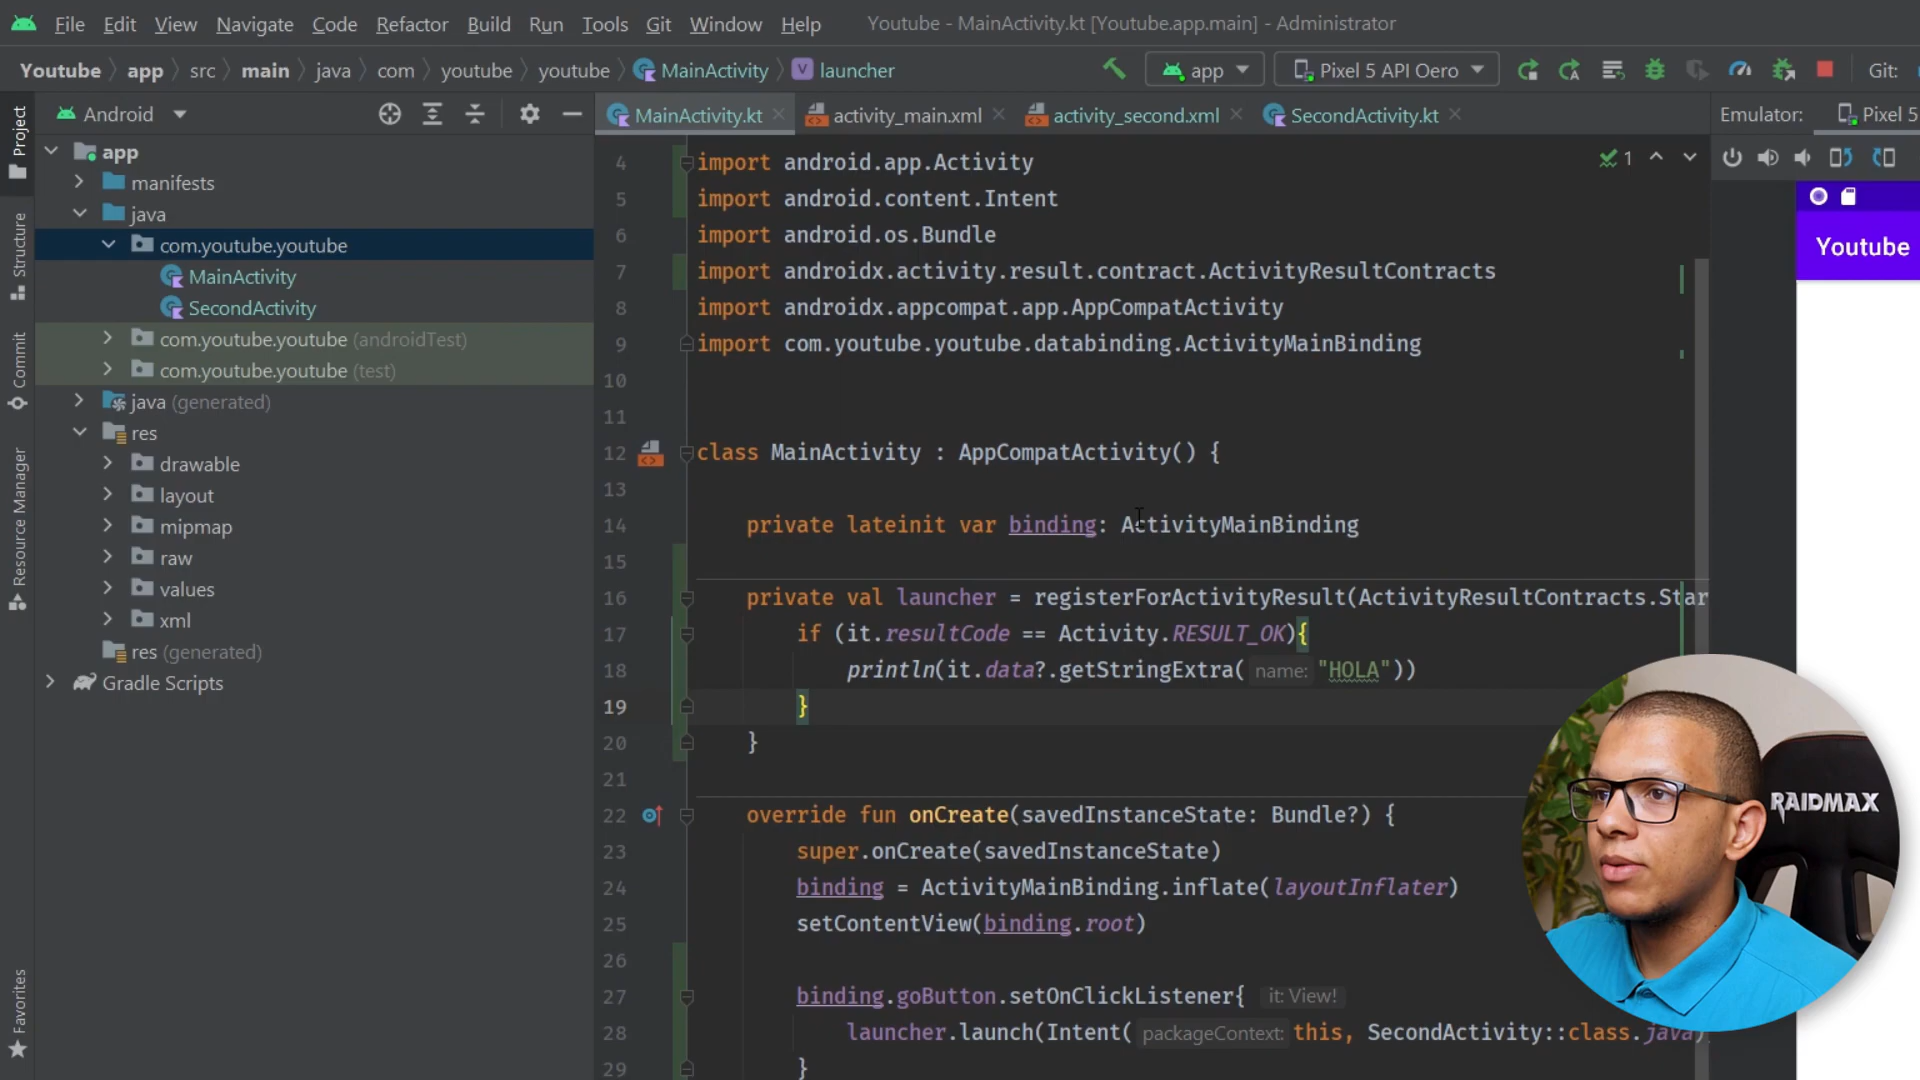 File Edit View Navigate Code Refactor Build Run Tools Git Window Help Youtube - MainActivity.kt [Youtube.app.main] - Administrator
Youtube app src main java com youtube youtube MainActivity launcher app Pixel 5 API Oero Git:
Android MainActivity.kt activity_main.xml activity_second.xml SecondActivity.kt Emulator: Pixel 5
Project
Structure
Commit
Resource Manager
Favorites
app
manifests
java
com.youtube.youtube
MainActivity
SecondActivity
com.youtube.youtube (androidTest)
com.youtube.youtube (test)
java (generated)
res
drawable
layout
mipmap
raw
values
xml
res (generated)
Gradle Scripts
1
4 import android.app.Activity
5 import android.content.Intent
6 import android.os.Bundle
7 import androidx.activity.result.contract.ActivityResultContracts
8 import androidx.appcompat.app.AppCompatActivity
9 import com.youtube.youtube.databinding.ActivityMainBinding
10
11
12 class MainActivity : AppCompatActivity() {
13
14 private lateinit var binding: ActivityMainBinding
15
16 private val launcher = registerForActivityResult(ActivityResultContracts.Star
17 if (it.resultCode == Activity.RESULT_OK){
18 println(it.data?.getStringExtra( name: "HOLA"))
19 }
20 }
21
22 override fun onCreate(savedInstanceState: Bundle?) {
23 super.onCreate(savedInstanceState)
24 binding = ActivityMainBinding.inflate(layoutInflater)
25 setContentView(binding.root)
26
27 binding.goButton.setOnClickListener{ it: View!
28 launcher.launch(Intent( packageContext: this, SecondActivity::class.java)
29 }
Youtube
RAIDMAX